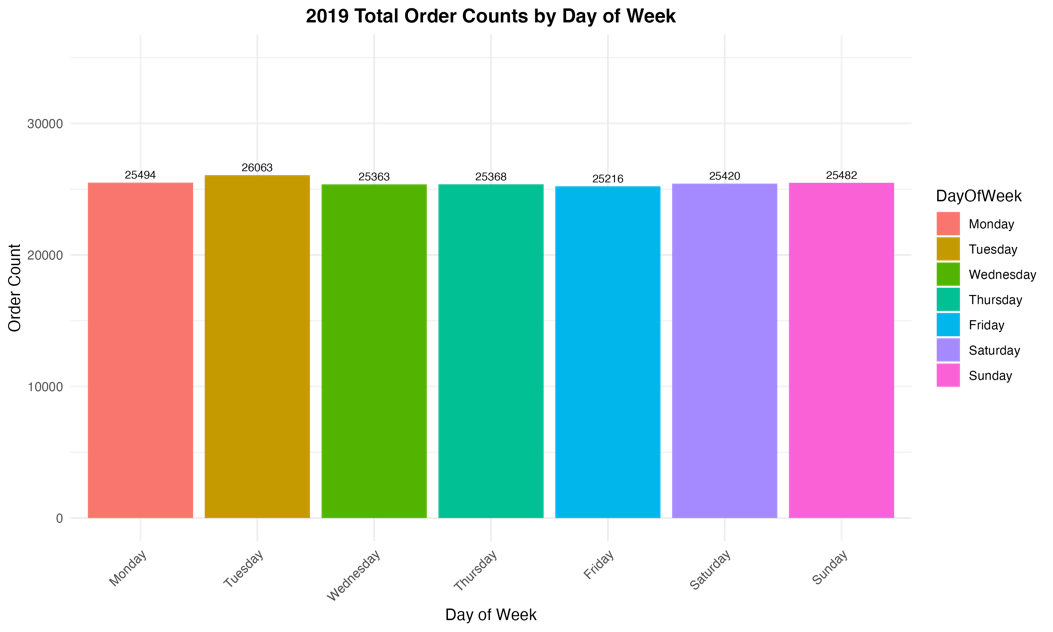 2019 Total Order Counts by Day of Week
Order Count
30000
20000
10000
0
25494
26063
25363
25368
25216
25420
25482
Monday
Tuesday
Wednesday
Thursday
Friday
Saturday
Sunday
Day of Week
DayOfWeek
Monday
Tuesday
Wednesday
Thursday
Friday
Saturday
Sunday